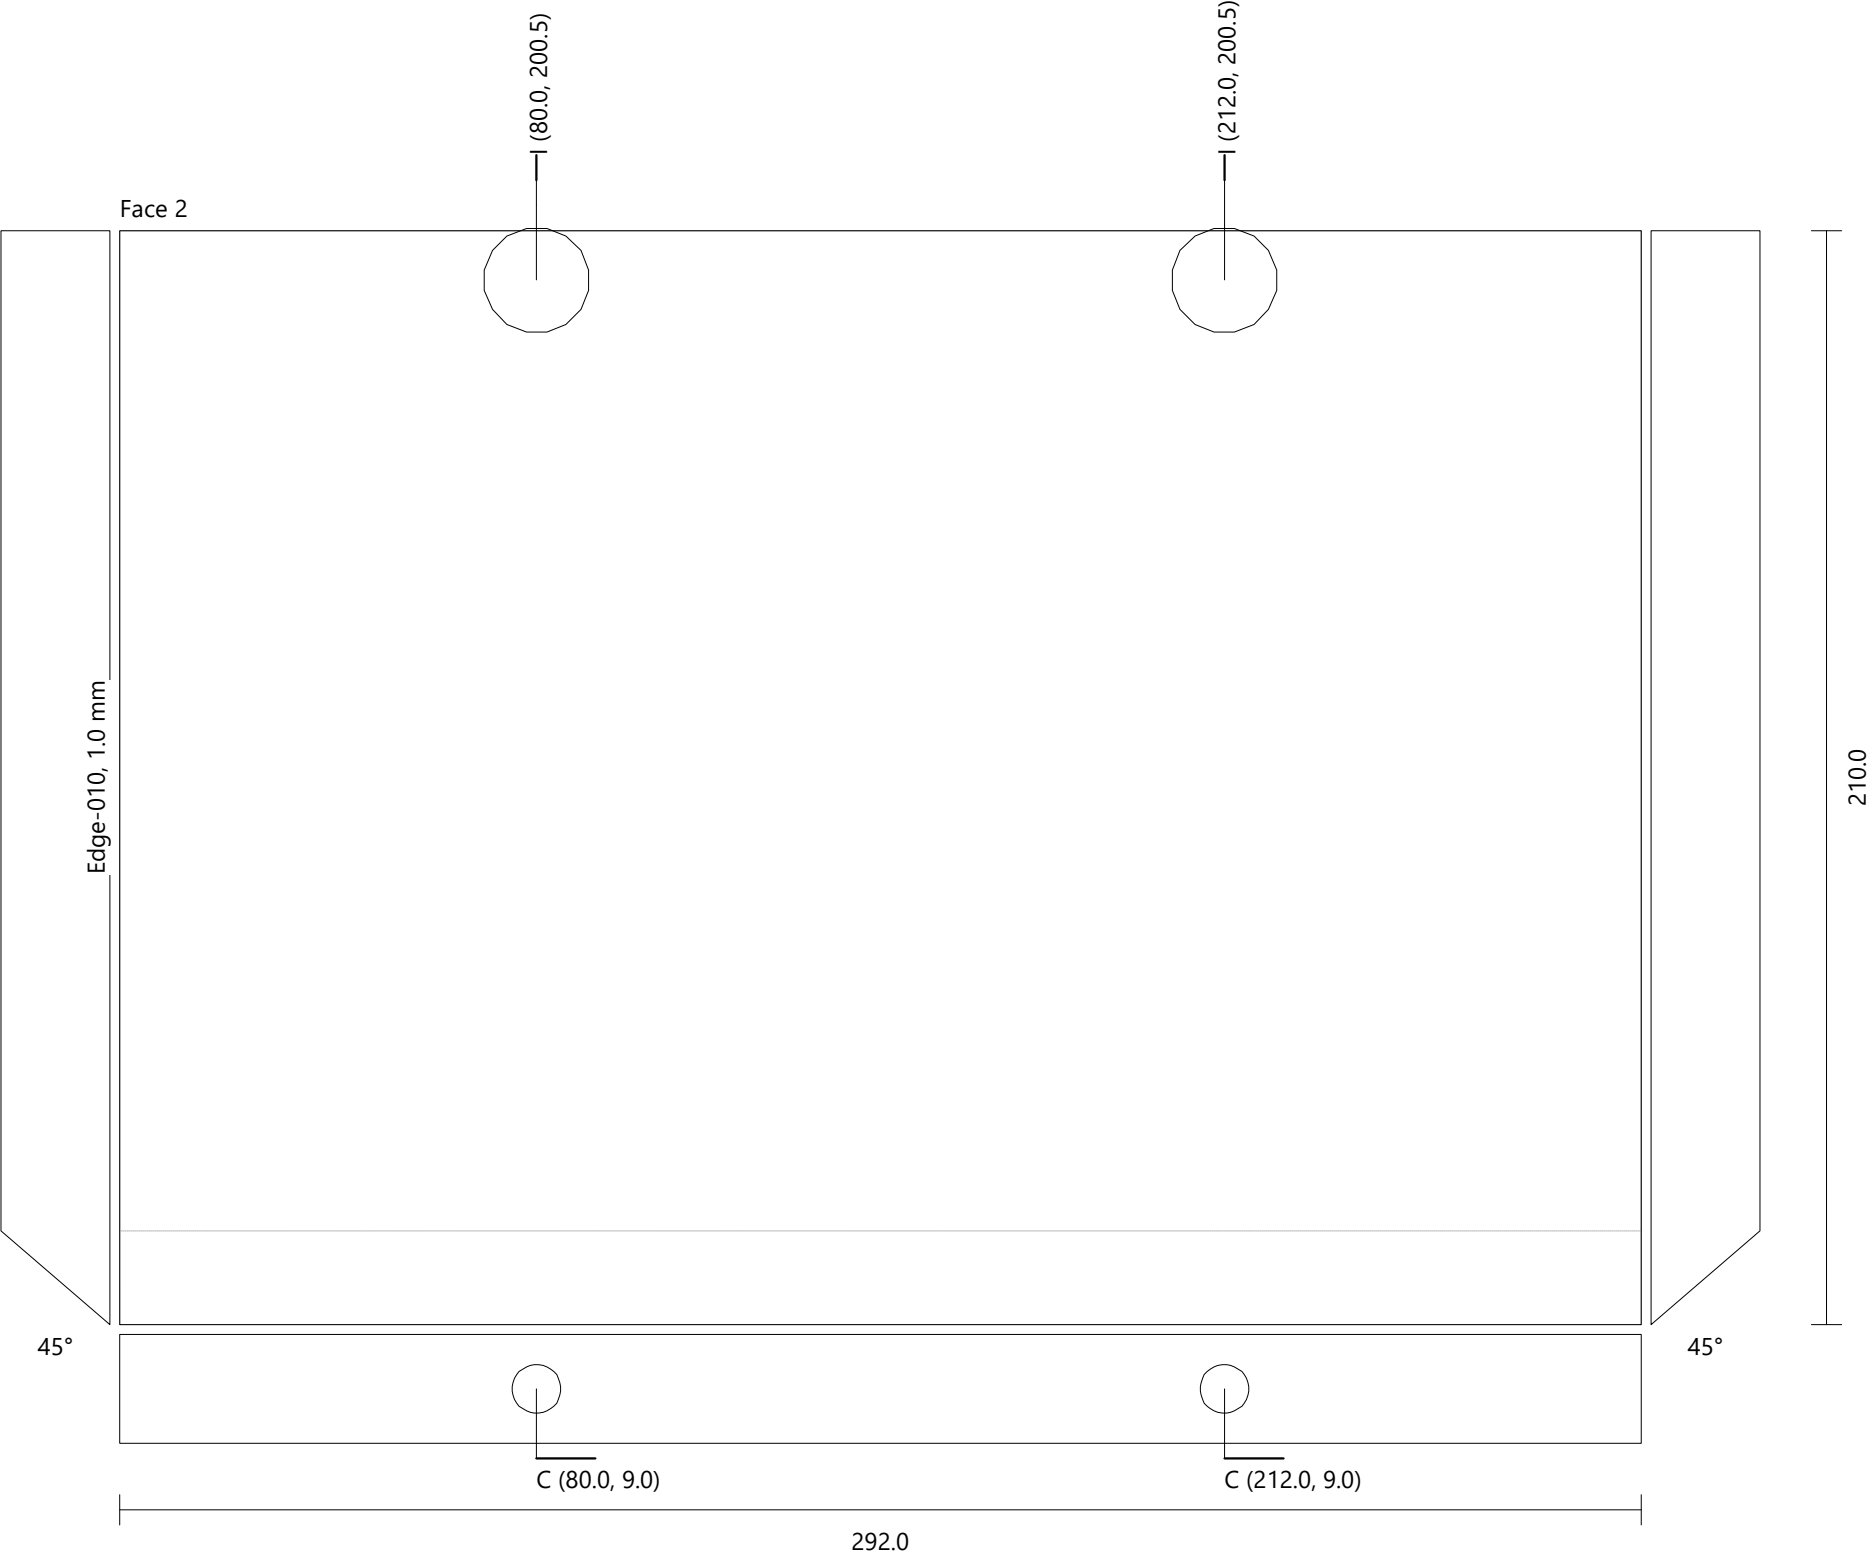 I (80.0, 200.5)
I (212.0, 200.5)
Face 2
Edge-010, 1.0 mm
210.0
45°
45°
C (80.0, 9.0)
C (212.0, 9.0)
292.0